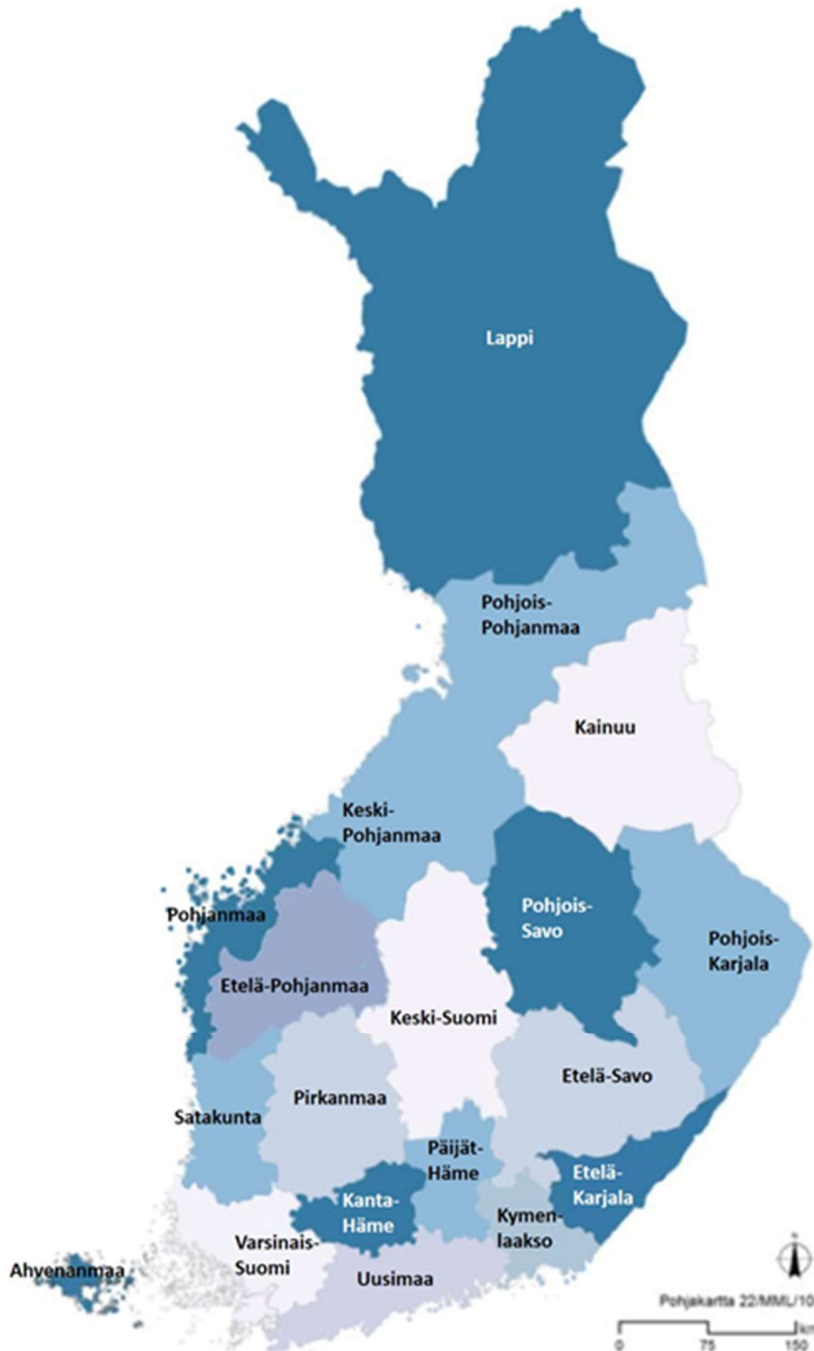 Lappi
Pohjois-
Pohjanmaa
Kainuu
Keski-
Pohjanmaa
Pohjois-
Savo
Pohjanmaa
Pohjois-
Karjala
Etelä-Pohjanmaa
Keski-Suomi
Etelä-Savo
Pirkanmaa
Satakunta
Päijät-
Häme
Etelä-
Karjala
Kanta-
Häme
Kymen-
laakso
Varsinais-
Suomi
Ahvenanmaa
Uusimaa
N
Pohjakartta 22/MML/10
km
0 75 150